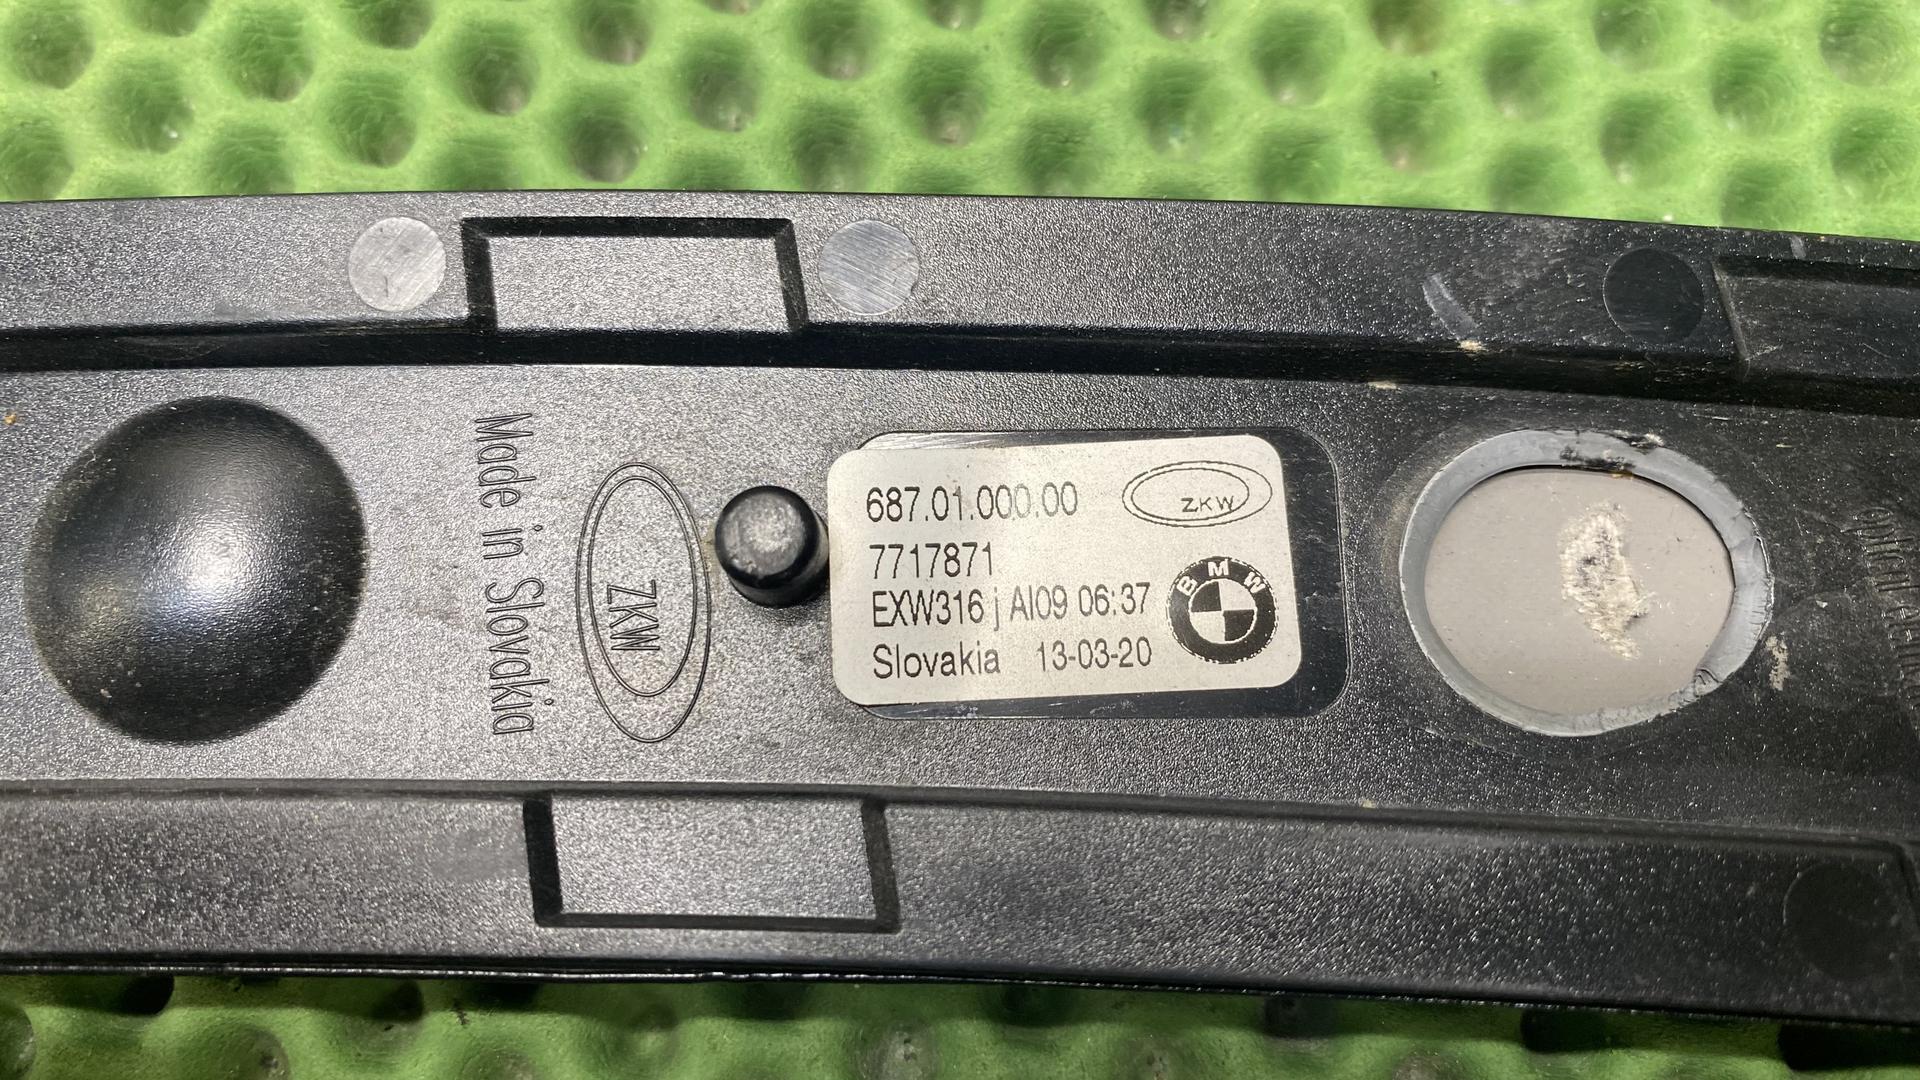 Made in Slovakia
ZKW
687.01.000.00
ZKW
7717871
EXW316 j AI09 06:37
BMW
Slovakia 13-03-20